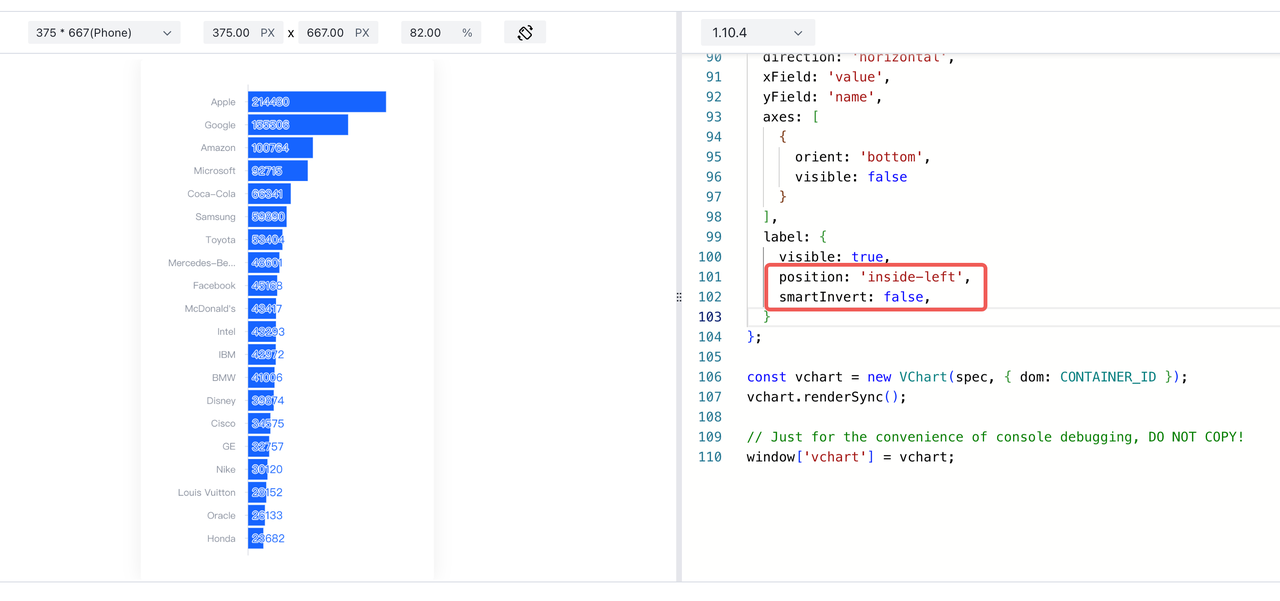 375 * 667(Phone)
375.00 PX x 667.00 PX
82.00 %
1.10.4
Apple 214480
Google 155506
Amazon 100764
Microsoft 92715
Coca-Cola 66341
Samsung 59890
Toyota 53404
Mercedes-Be... 48601
Facebook 45168
McDonald's 43417
Intel 43293
IBM 42972
BMW 41006
Disney 39874
Cisco 34575
GE 32757
Nike 30120
Louis Vuitton 28152
Oracle 26133
Honda 23682
90 direction: 'horizontal',
91 xField: 'value',
92 yField: 'name',
93 axes: [
94 {
95 orient: 'bottom',
96 visible: false
97 }
98 ],
99 label: {
100 visible: true,
101 position: 'inside-left',
102 smartInvert: false,
103 }
104 };
105
106 const vchart = new VChart(spec, { dom: CONTAINER_ID });
107 vchart.renderSync();
108
109 // Just for the convenience of console debugging, DO NOT COPY!
110 window['vchart'] = vchart;